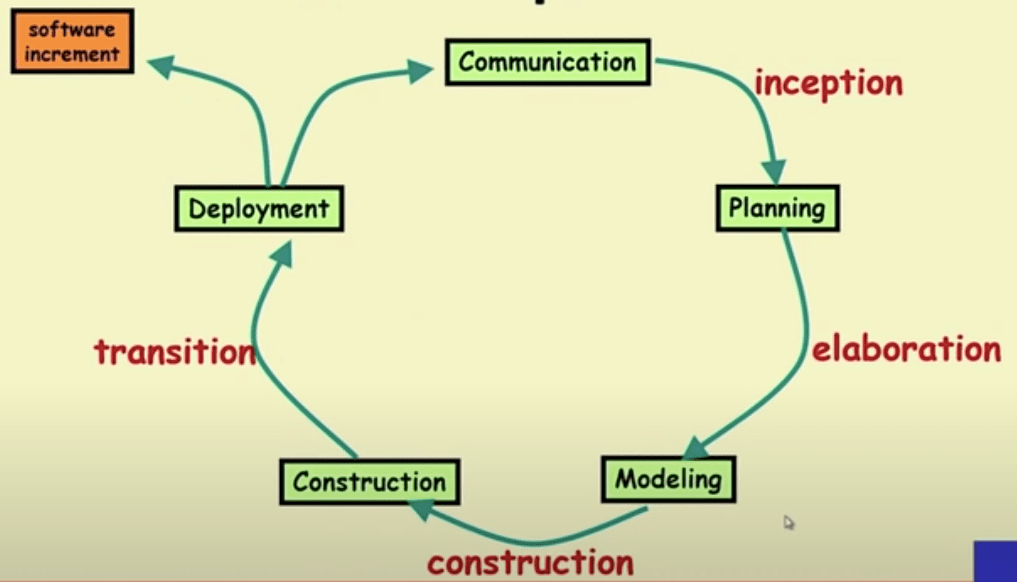 software
increment
Communication
inception
Deployment
Planning
transition
elaboration
Construction
Modeling
construction